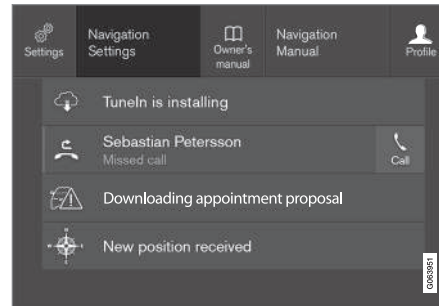 Settings
Navigation
Settings
Owner's
manual
Navigation
Manual
Profile
TuneIn is installing
Sebastian Petersson
Missed call
Call
Downloading appointment proposal
New position received
G063951